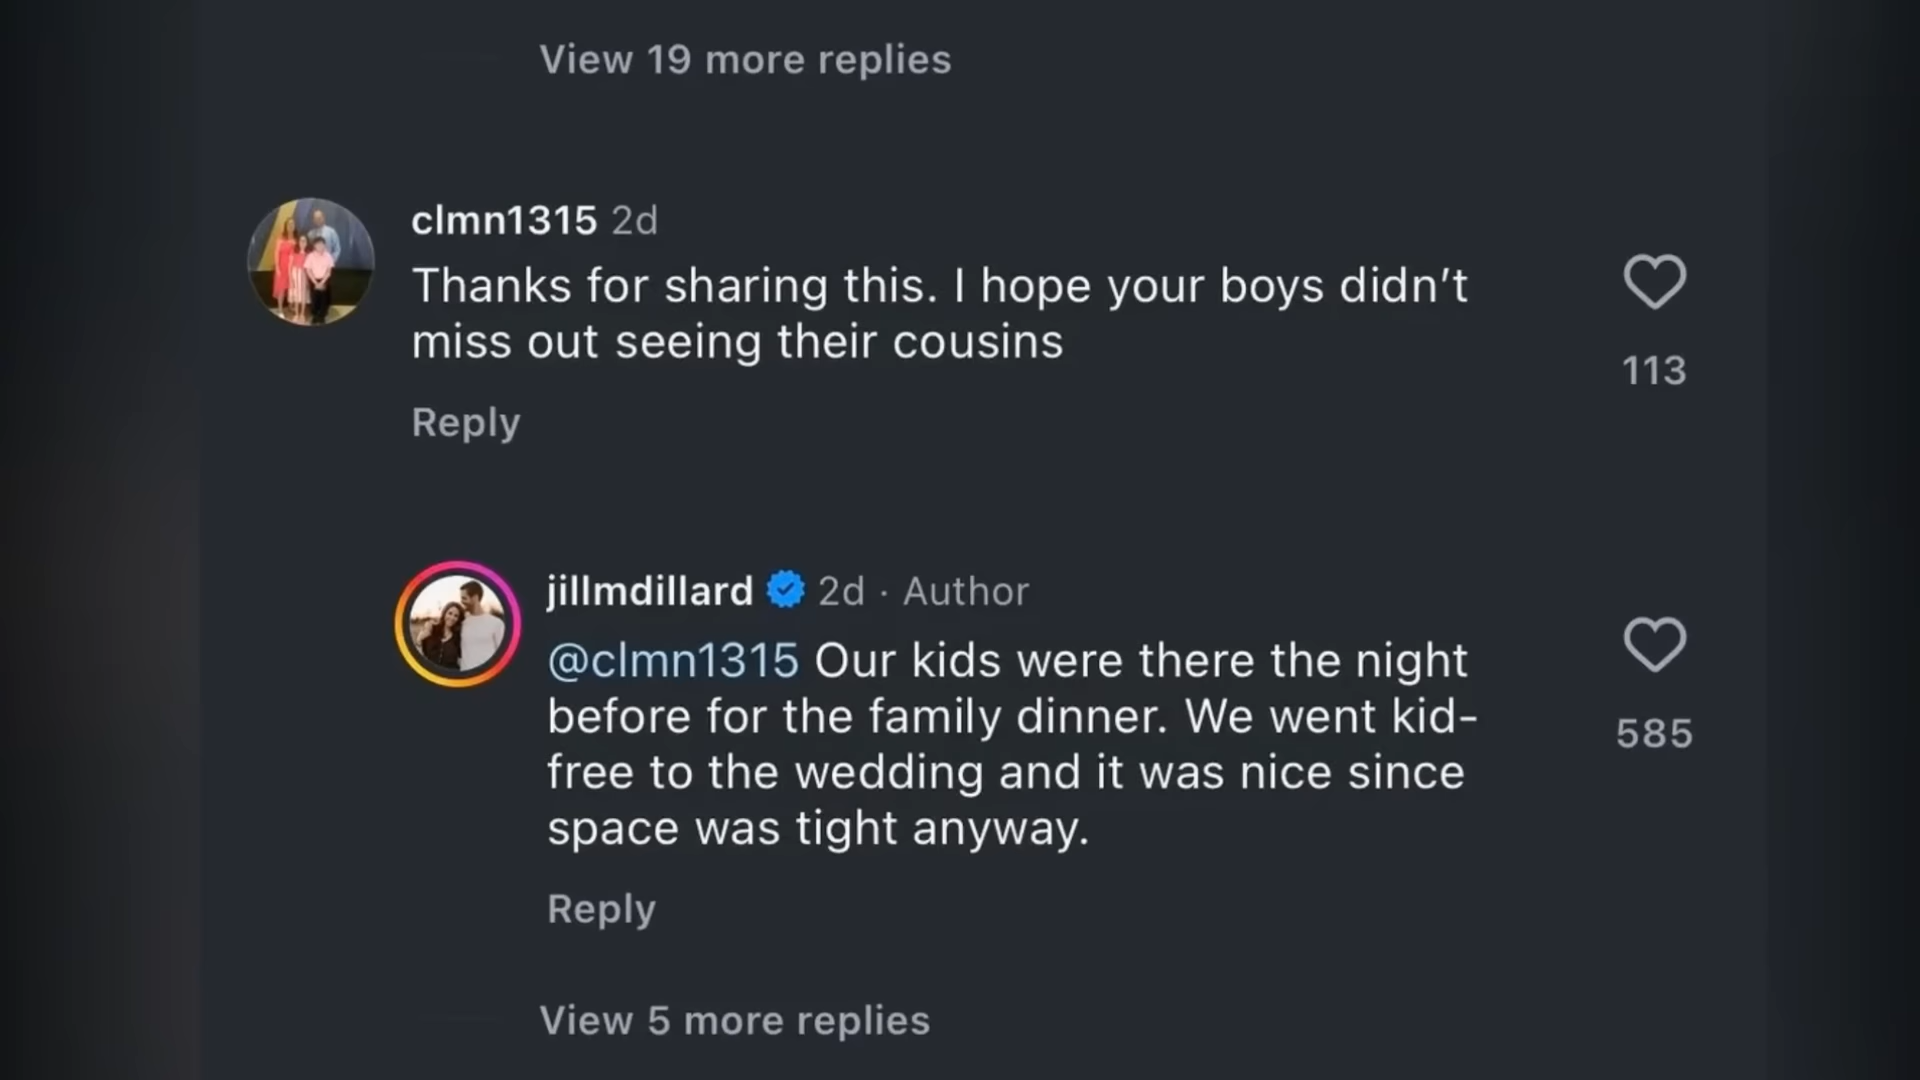 View 19 more replies
clmn1315 2d
Thanks for sharing this. I hope your boys didn’t
miss out seeing their cousins
113
Reply
jillmdillard 2d · Author
@clmn1315 Our kids were there the night
before for the family dinner. We went kid-
free to the wedding and it was nice since
space was tight anyway.
585
Reply
View 5 more replies